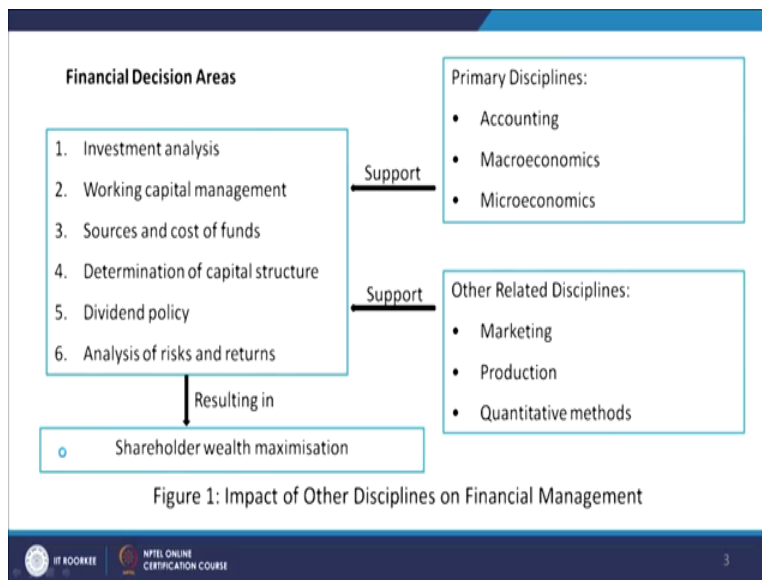 Financial Decision Areas
1. Investment analysis
2. Working capital management
3. Sources and cost of funds
4. Determination of capital structure
5. Dividend policy
6. Analysis of risks and returns
Support
Support
Primary Disciplines:
• Accounting
• Macroeconomics
• Microeconomics
Other Related Disciplines:
• Marketing
• Production
• Quantitative methods
Resulting in
Shareholder wealth maximisation
Figure 1: Impact of Other Disciplines on Financial Management
IIT ROORKEE
NPTEL ONLINE
CERTIFICATION COURSE
3